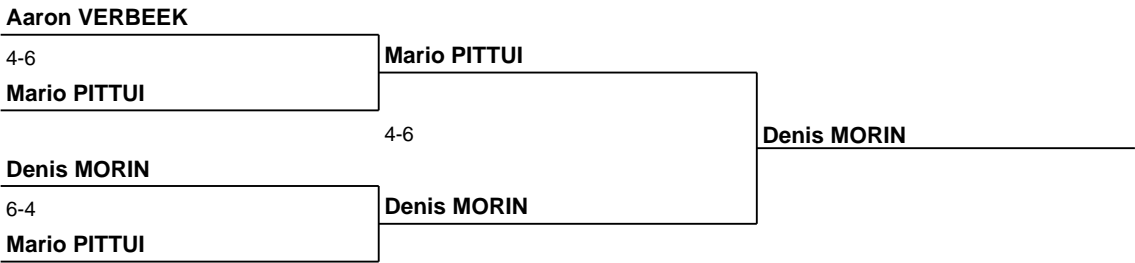 Aaron VERBEEK
4-6
Mario PITTUI
Mario PITTUI
4-6
Denis MORIN
Denis MORIN
6-4
Denis MORIN
Mario PITTUI